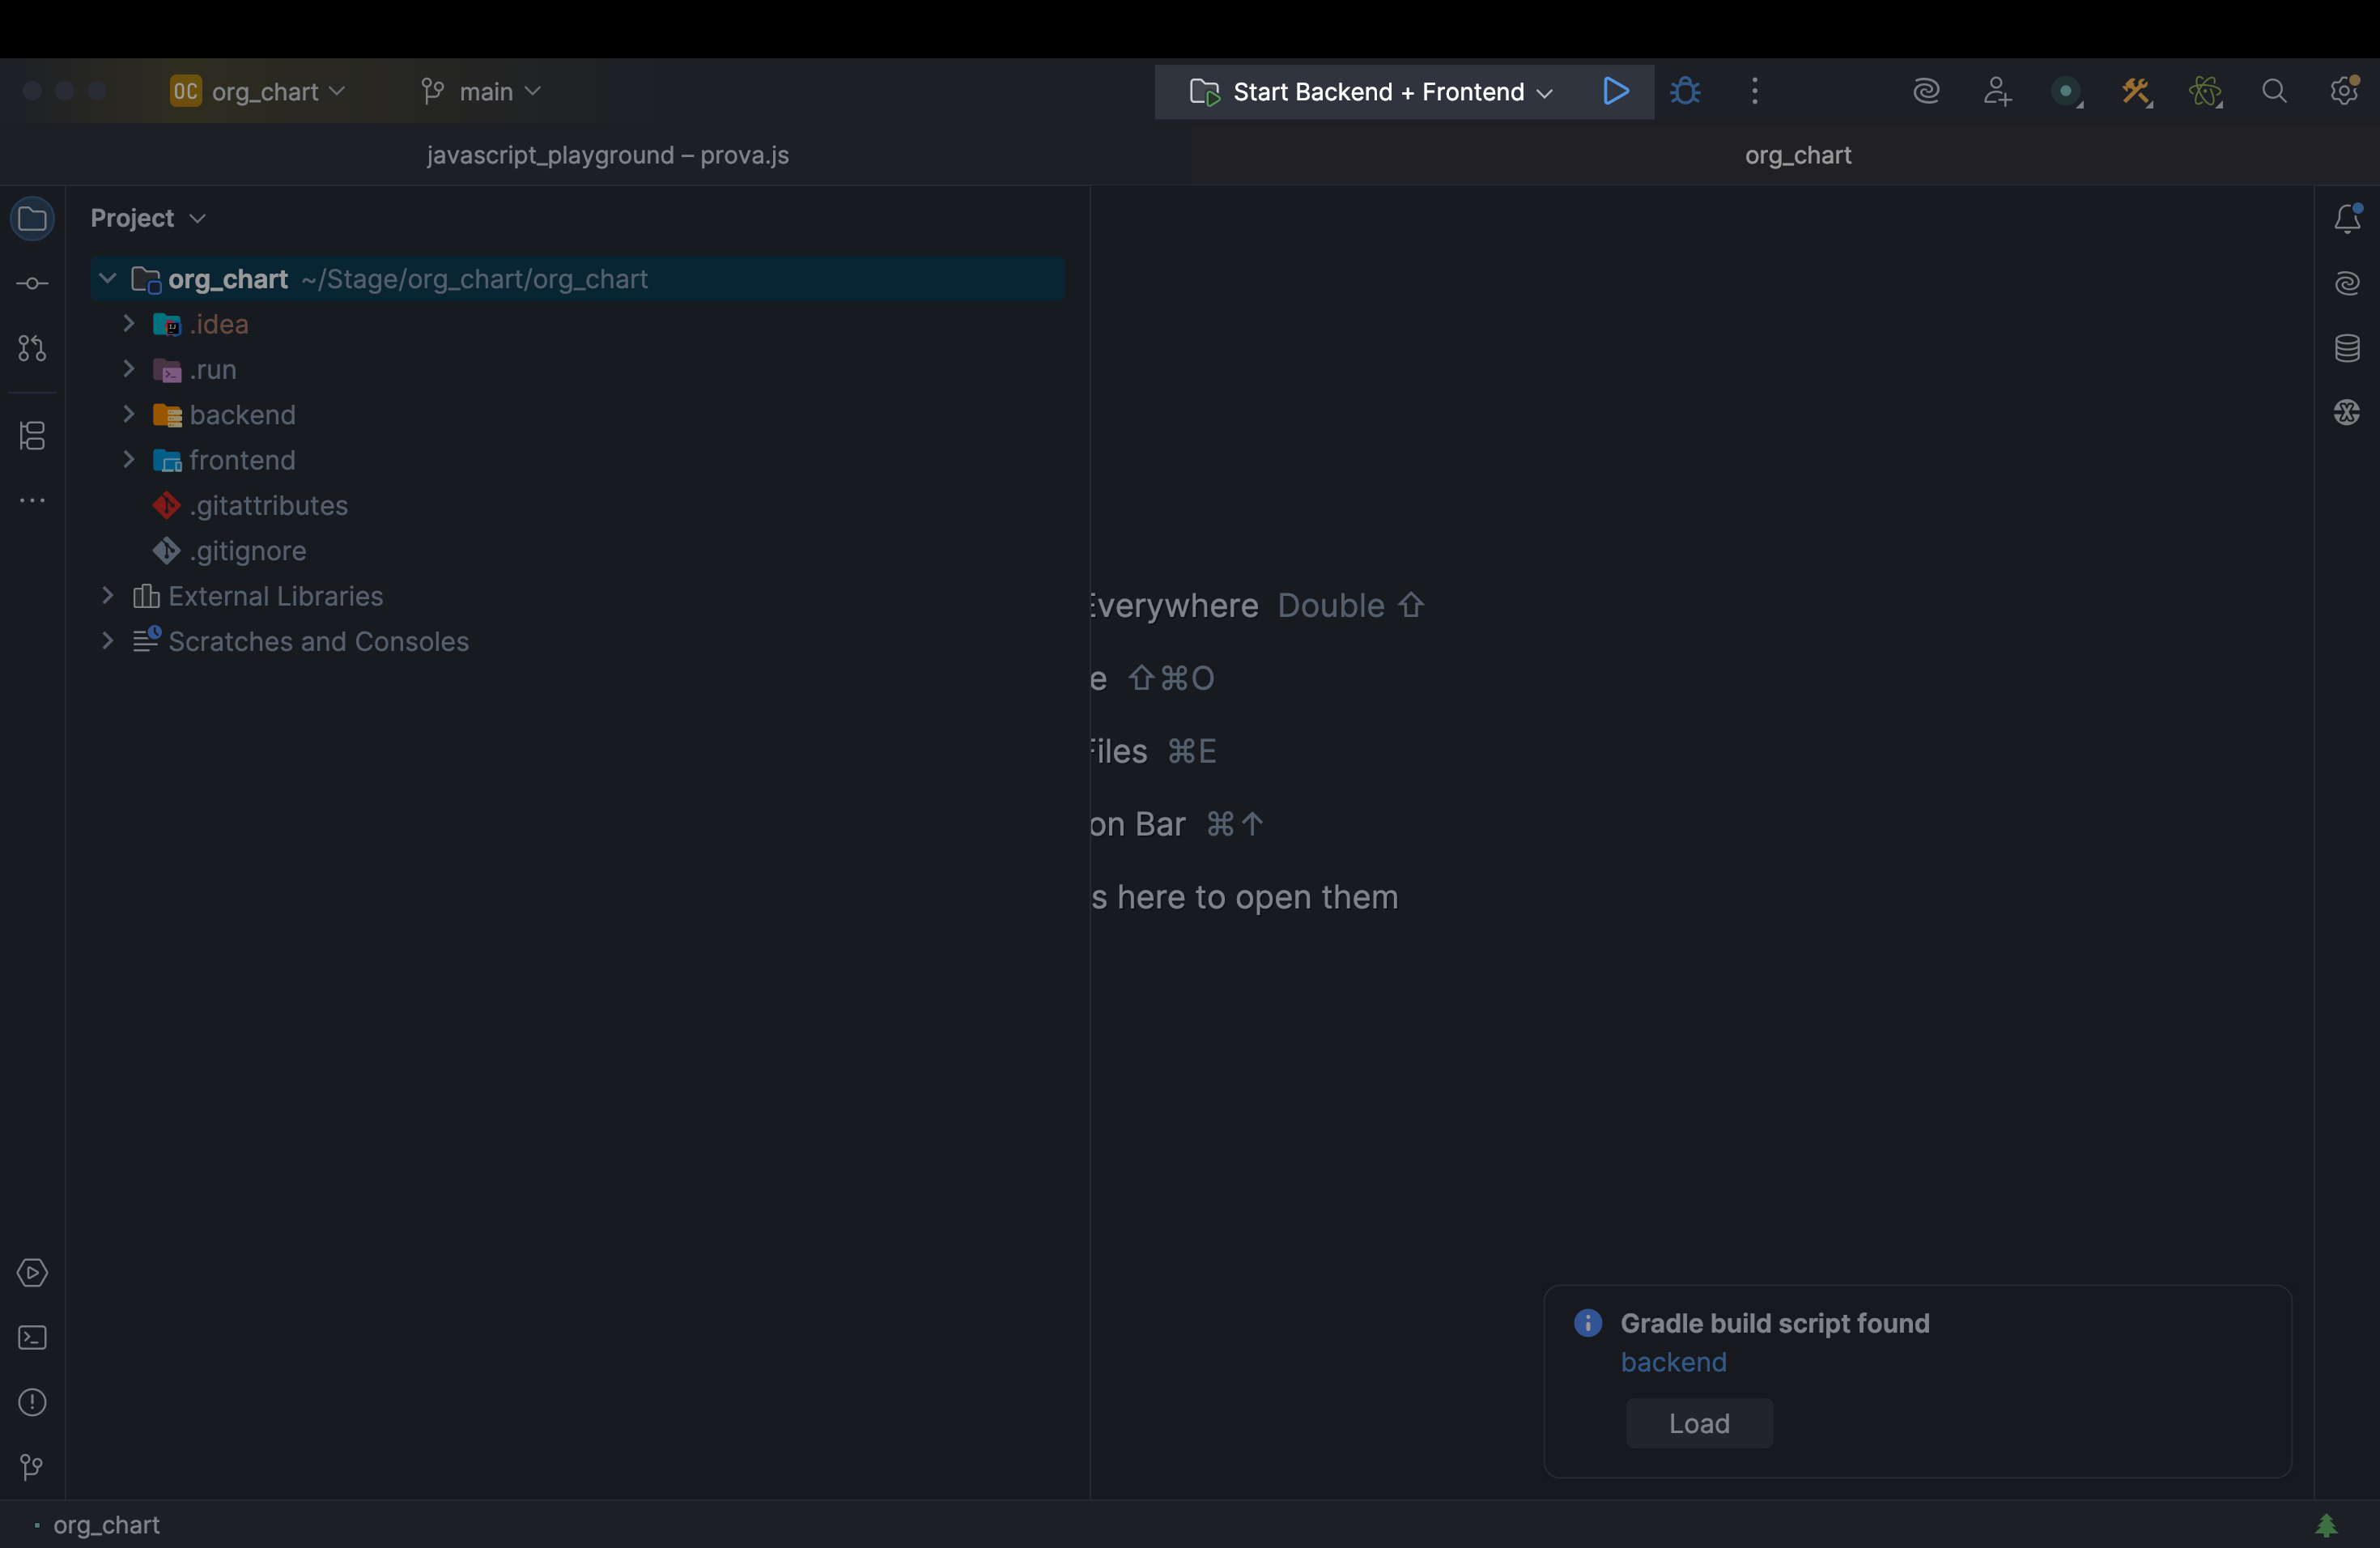 OC org_chart main Start Backend + Frontend
javascript_playground – prova.js org_chart
Project
org_chart ~/Stage/org_chart/org_chart
.idea
.run
backend
frontend
.gitattributes
.gitignore
External Libraries
Scratches and Consoles
Everywhere Double ⇧
e ⇧⌘O
Files ⌘E
on Bar ⌘↑
s here to open them
Gradle build script found
backend
Load
org_chart